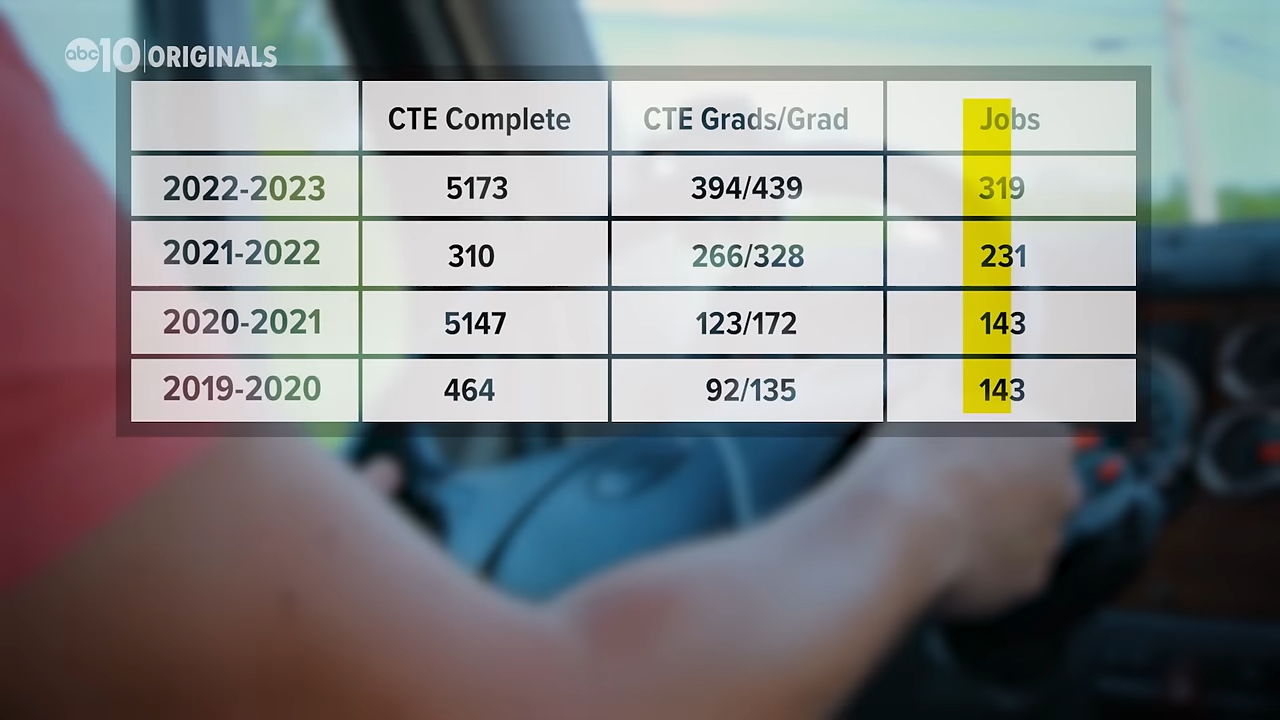 abc10 ORIGINALS
CTE Complete CTE Grads/Grad Jobs
2022-2023 5173 394/439 319
2021-2022 310 266/328 231
2020-2021 5147 123/172 143
2019-2020 464 92/135 143